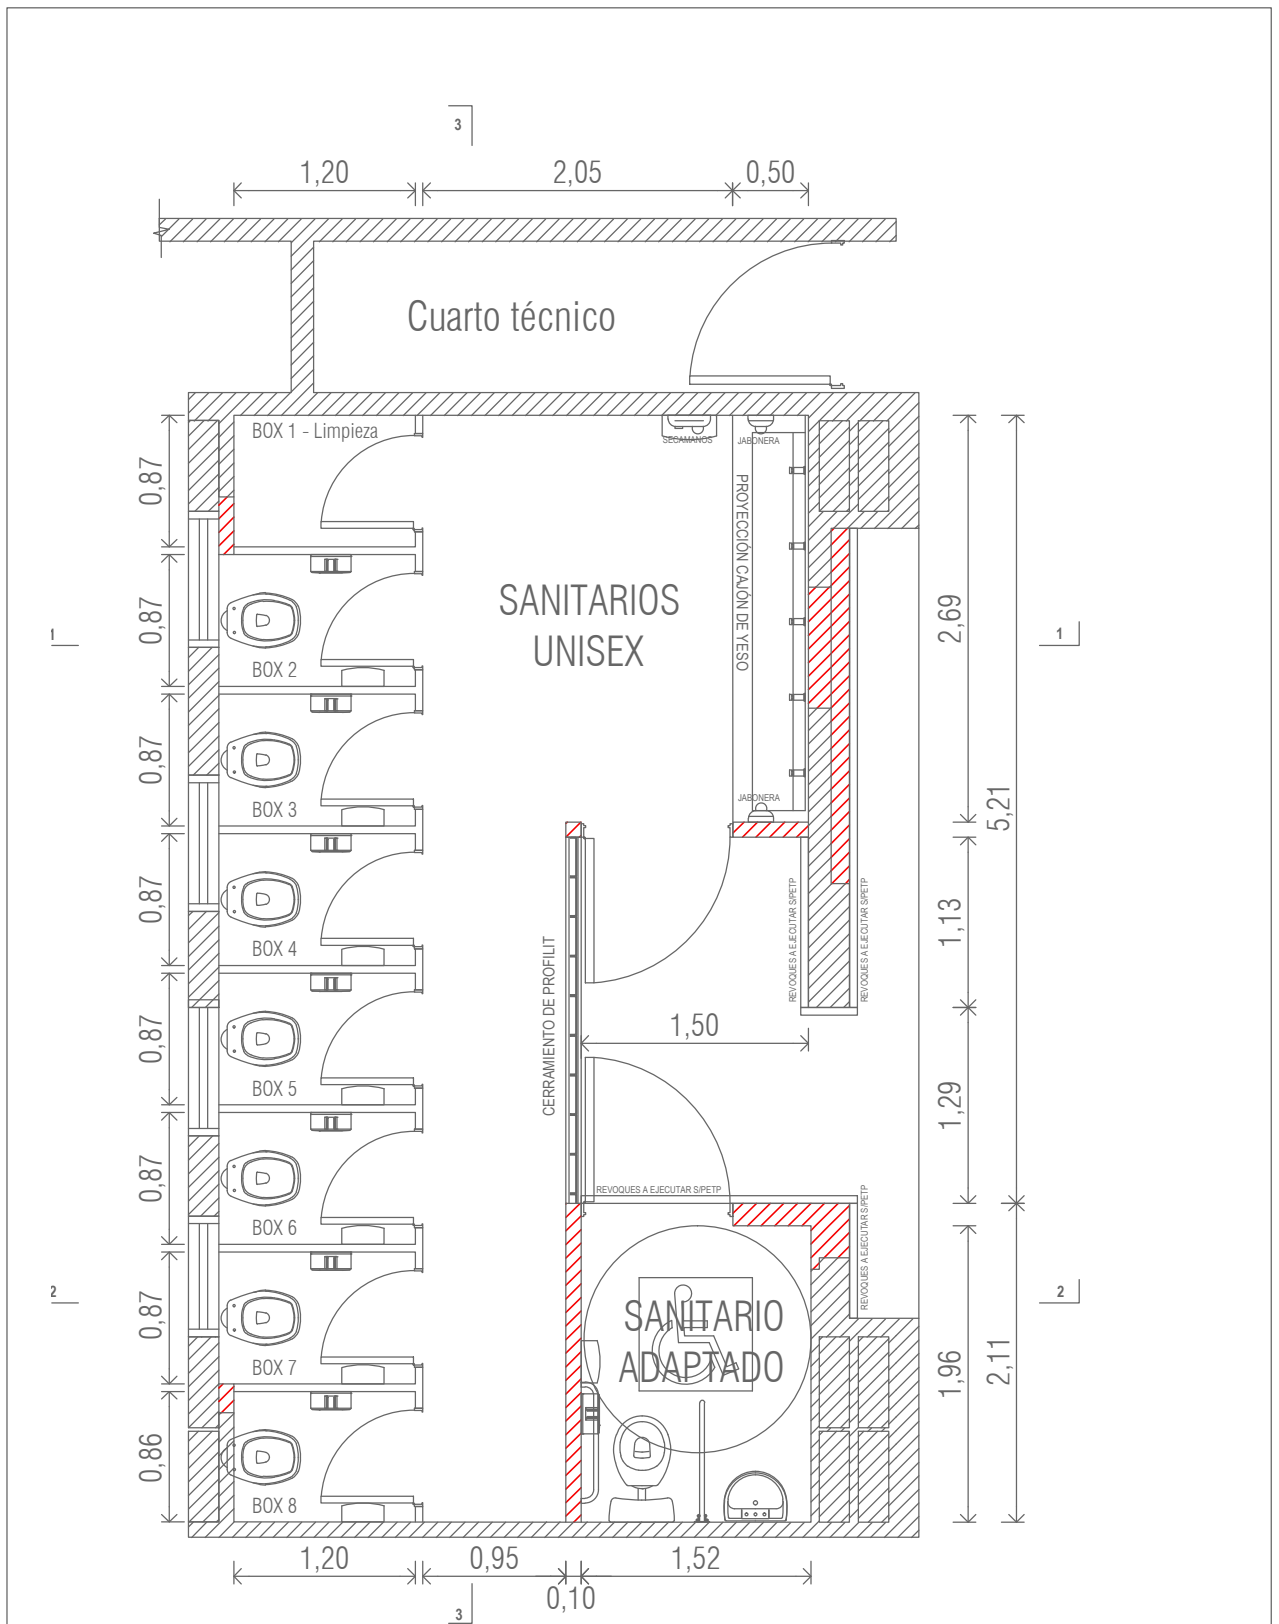 3
1,20
2,05
0,50
Cuarto técnico
BOX 1 - Limpieza
SECAMANOS
JABONERA
0,87
PROYECCIÓN CAJÓN DE YESO
SANITARIOS
UNISEX
2,69
0,87
1
1
BOX 2
0,87
BOX 3
JABONERA
5,21
0,87
BOX 4
REVOQUES A EJECUTAR S/PETP
REVOQUES A EJECUTAR S/PETP
1,13
CERRAMIENTO DE PROFILIT
1,50
0,87
BOX 5
1,29
0,87
BOX 6
REVOQUES A EJECUTAR S/PETP
REVOQUES A EJECUTAR S/PETP
2
2
0,87
BOX 7
SANITARIO
ADAPTADO
1,96
2,11
0,86
BOX 8
1,20
0,95
0,10
1,52
3